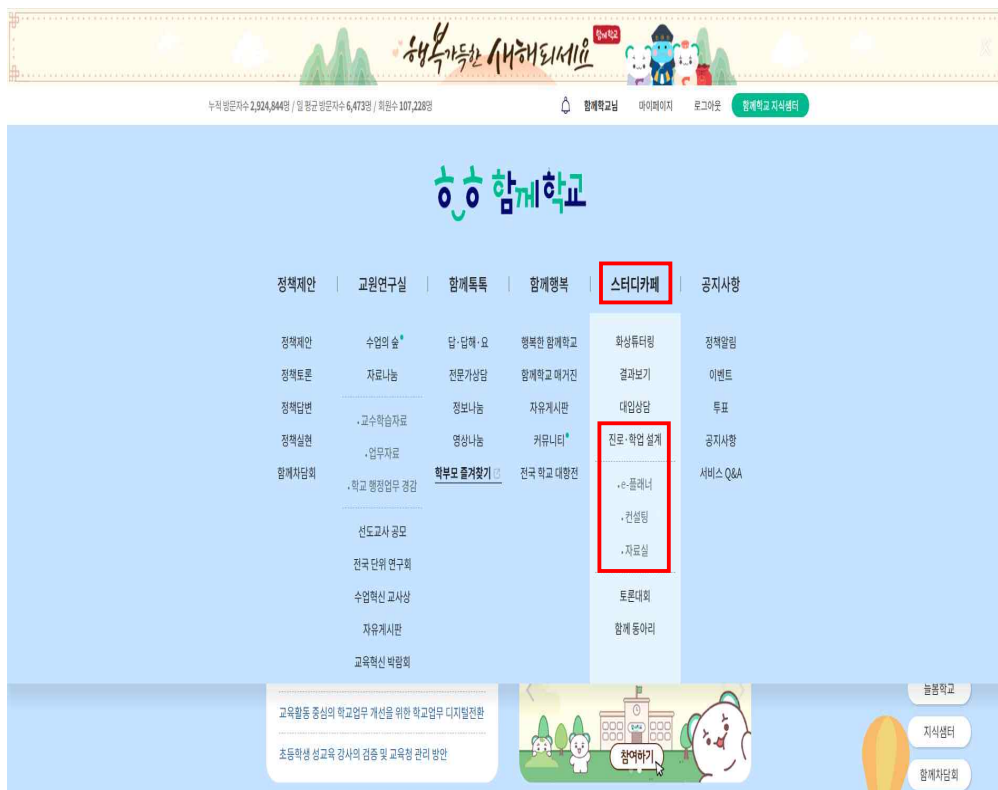 행복가득한 새해되세요 함께학교
누적 방문자수 2,924,844명 / 일 평균 방문자수 6,473명 / 회원수 107,228명
함께학교님 마이페이지 로그아웃 함께학교 지식샘터
함께학교
정책제안 교원연구실 함께톡톡 함께행복 스터디카페 공지사항
정책제안 수업의 숲 답·답해·요 행복한 함께학교 화상튜터링 정책알림
정책토론 자료나눔 전문가상담 함께학교 매거진 결과보기 이벤트
정책답변 정보나눔 자유게시판 대입상담 투표
• 교수학습자료
정책실현 영상나눔 커뮤니티 진로·학업 설계 공지사항
• 업무자료
함께차담회 학부모 즐겨찾기 전국 학교 대항전 서비스 Q&A
• 학교 행정업무 경감 • e-플래너
선도교사 공모 • 컨설팅
전국 단위 연구회 • 자료실
수업혁신 교사상 토론대회
자유게시판 함께 동아리
교육혁신 박람회
늘봄학교
교육활동 중심의 학교업무 개선을 위한 학교업무 디지털전환
지식샘터
초등학생 성교육 강사의 검증 및 교육청 관리 방안
참여하기
함께차담회